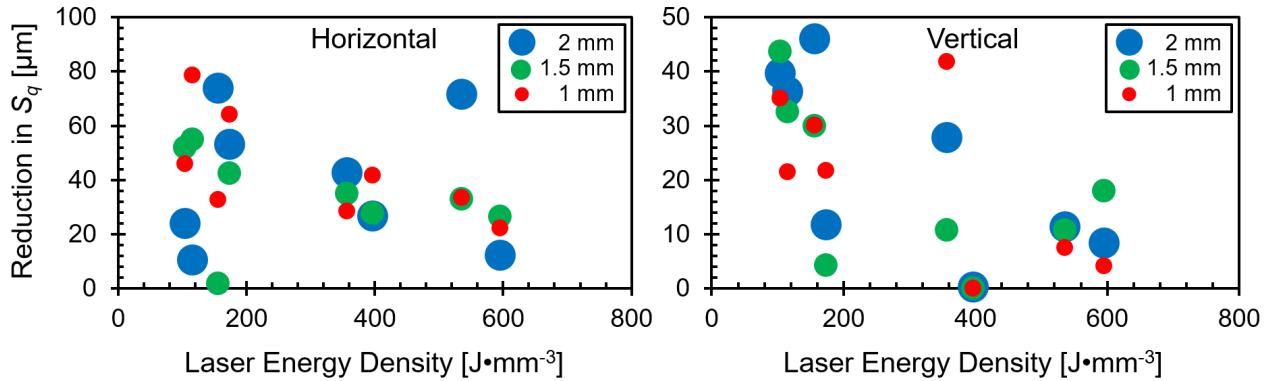 Reduction in Sq [µm]
100
80
60
40
20
0
Horizontal
2 mm
1.5 mm
1 mm
0 200 400 600 800
Laser Energy Density [J•mm-3]
50
40
30
20
10
0
Vertical
2 mm
1.5 mm
1 mm
0 200 400 600 800
Laser Energy Density [J•mm-3]